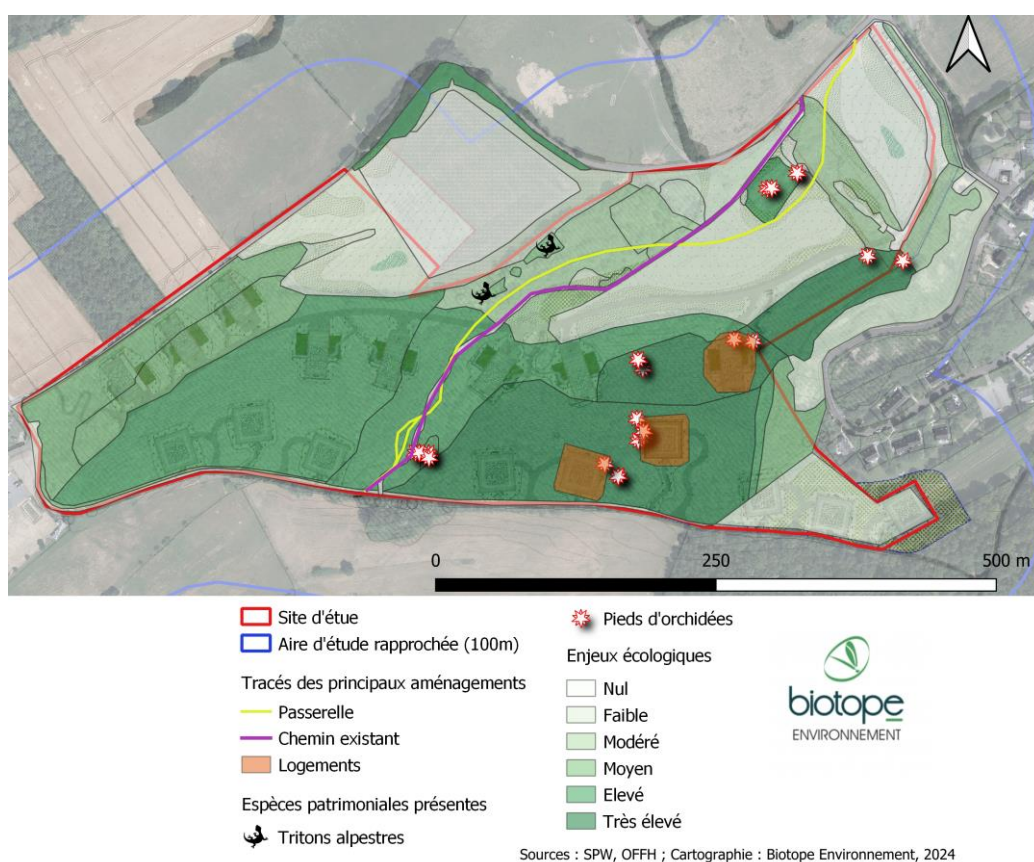 0
250
500 m
Site d'étue
Aire d'étude rapprochée (100m)
Tracés des principaux aménagements
Passerelle
Chemin existant
Logements
Espèces patrimoniales présentes
Tritons alpestres
Pieds d'orchidées
Enjeux écologiques
Nul
Faible
Modéré
Moyen
Elevé
Très élevé
biotope
ENVIRONNEMENT
Sources : SPW, OFFH ; Cartographie : Biotope Environnement, 2024